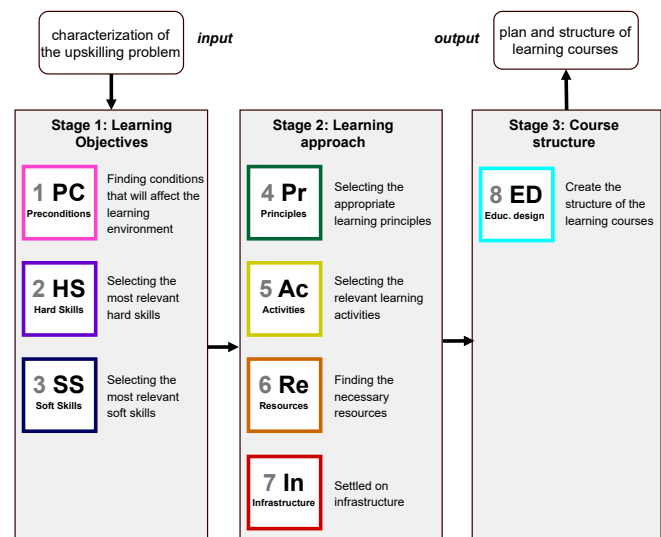 characterization of
the upskilling problem
input
output
plan and structure of
learning courses
Stage 1: Learning
Objectives
1 PC
Preconditions
Finding conditions
that will affect the
learning
environment
2 HS
Hard Skills
Selecting the
most relevant
hard skills
3 SS
Soft Skills
Selecting the
most relevant
soft skills
Stage 2: Learning
approach
4 Pr
Principles
Selecting the
appropriate
learning principles
5 Ac
Activities
Selecting the
relevant learning
activities
6 Re
Resources
Finding the
necessary
resources
7 In
Infrastructure
Settled on
infrastructure
Stage 3: Course
structure
8 ED
Educ. design
Create the
structure of the
learning courses